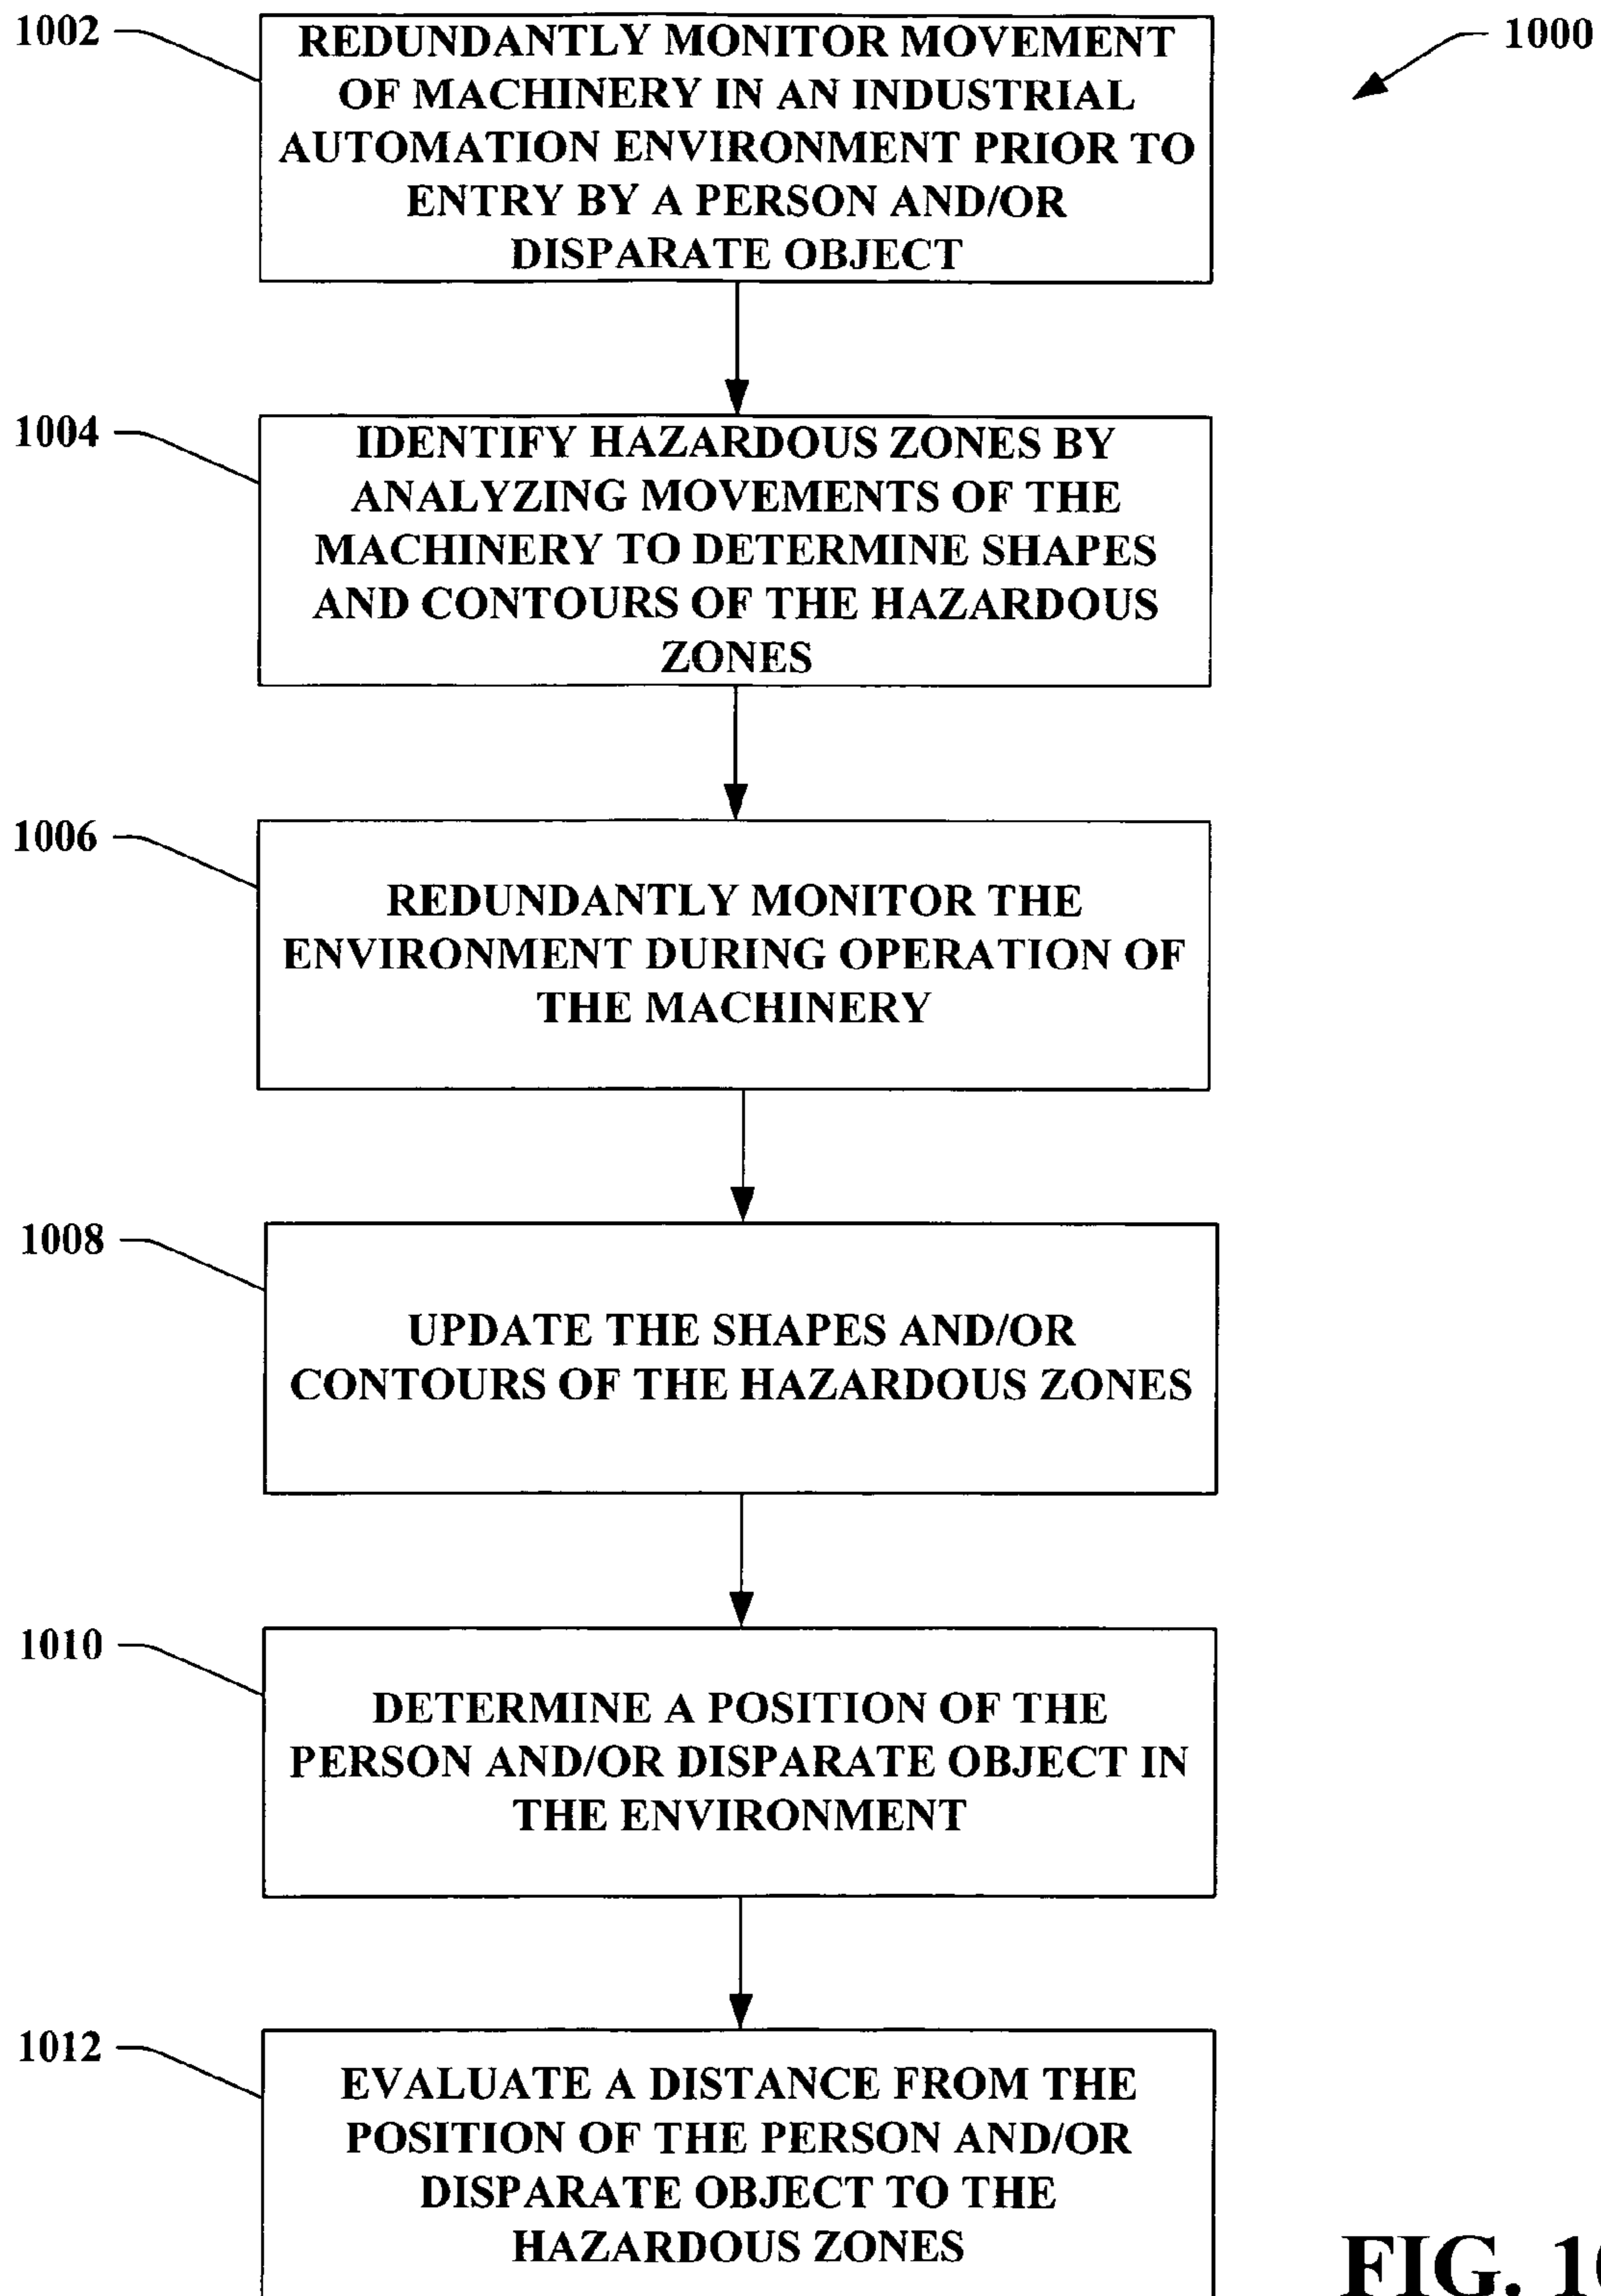 1002
REDUNDANTLY MONITOR MOVEMENT
OF MACHINERY IN AN INDUSTRIAL
AUTOMATION ENVIRONMENT PRIOR TO
ENTRY BY A PERSON AND/OR
DISPARATE OBJECT
1000
1004
IDENTIFY HAZARDOUS ZONES BY
ANALYZING MOVEMENTS OF THE
MACHINERY TO DETERMINE SHAPES
AND CONTOURS OF THE HAZARDOUS
ZONES
1006
REDUNDANTLY MONITOR THE
ENVIRONMENT DURING OPERATION OF
THE MACHINERY
1008
UPDATE THE SHAPES AND/OR
CONTOURS OF THE HAZARDOUS ZONES
1010
DETERMINE A POSITION OF THE
PERSON AND/OR DISPARATE OBJECT IN
THE ENVIRONMENT
1012
EVALUATE A DISTANCE FROM THE
POSITION OF THE PERSON AND/OR
DISPARATE OBJECT TO THE
HAZARDOUS ZONES
FIG. 10